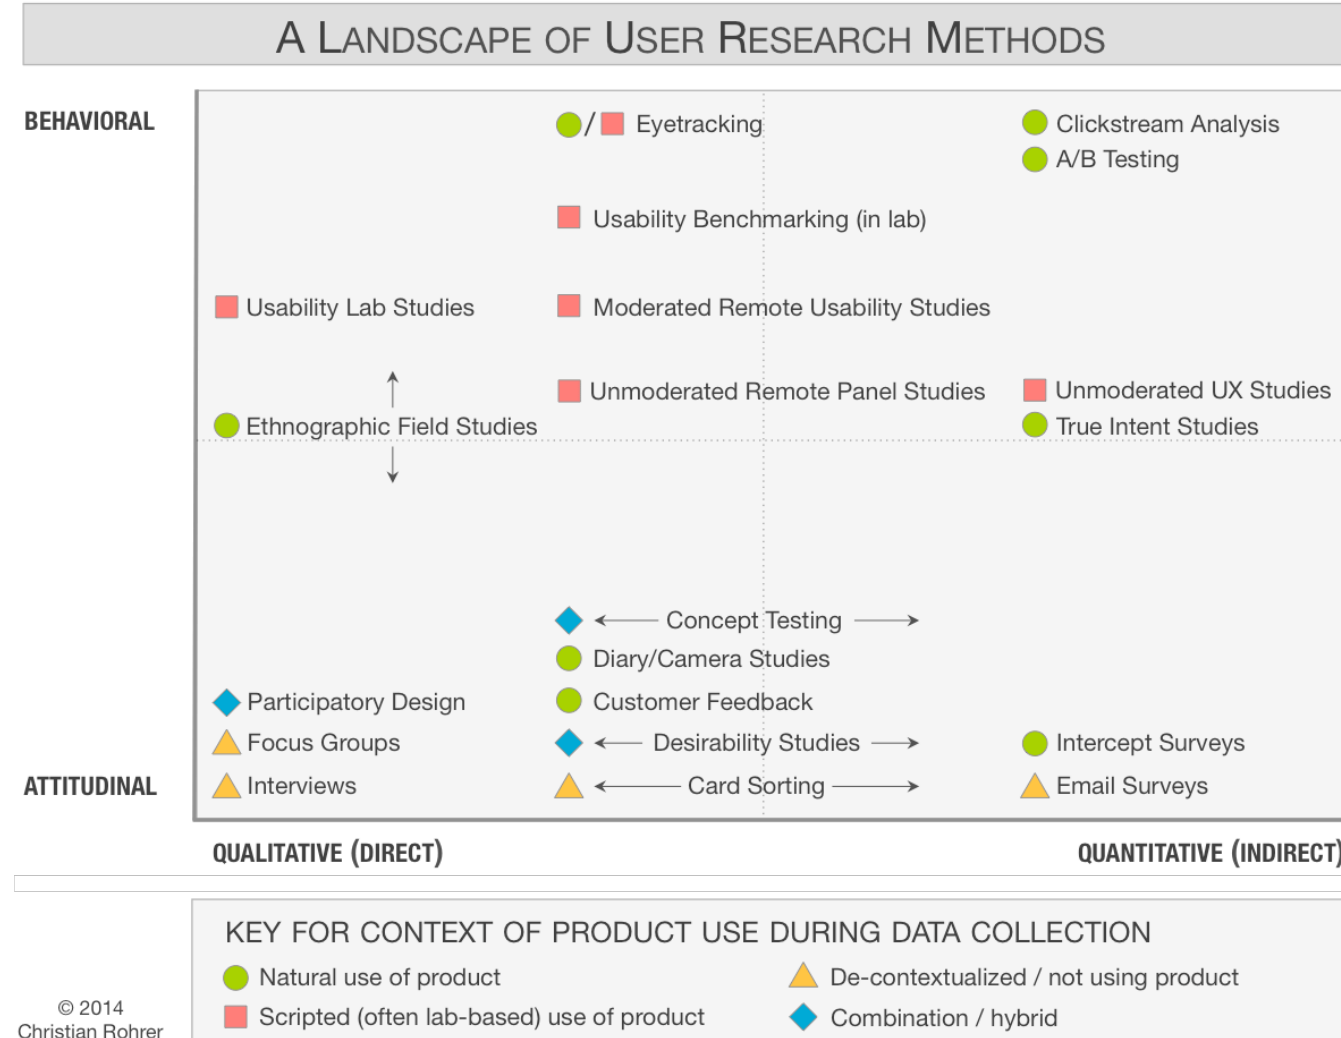 A Landscape of User Research Methods
BEHAVIORAL
/ Eyetracking
Clickstream Analysis
A/B Testing
Usability Benchmarking (in lab)
Usability Lab Studies
Moderated Remote Usability Studies
Unmoderated Remote Panel Studies
Unmoderated UX Studies
Ethnographic Field Studies
True Intent Studies
Concept Testing
Diary/Camera Studies
Participatory Design
Customer Feedback
Focus Groups
Desirability Studies
Intercept Surveys
ATTITUDINAL
Interviews
Card Sorting
Email Surveys
QUALITATIVE (DIRECT)
QUANTITATIVE (INDIRECT)
KEY FOR CONTEXT OF PRODUCT USE DURING DATA COLLECTION
Natural use of product
De-contextualized / not using product
Scripted (often lab-based) use of product
Combination / hybrid
© 2014
Christian Rohrer